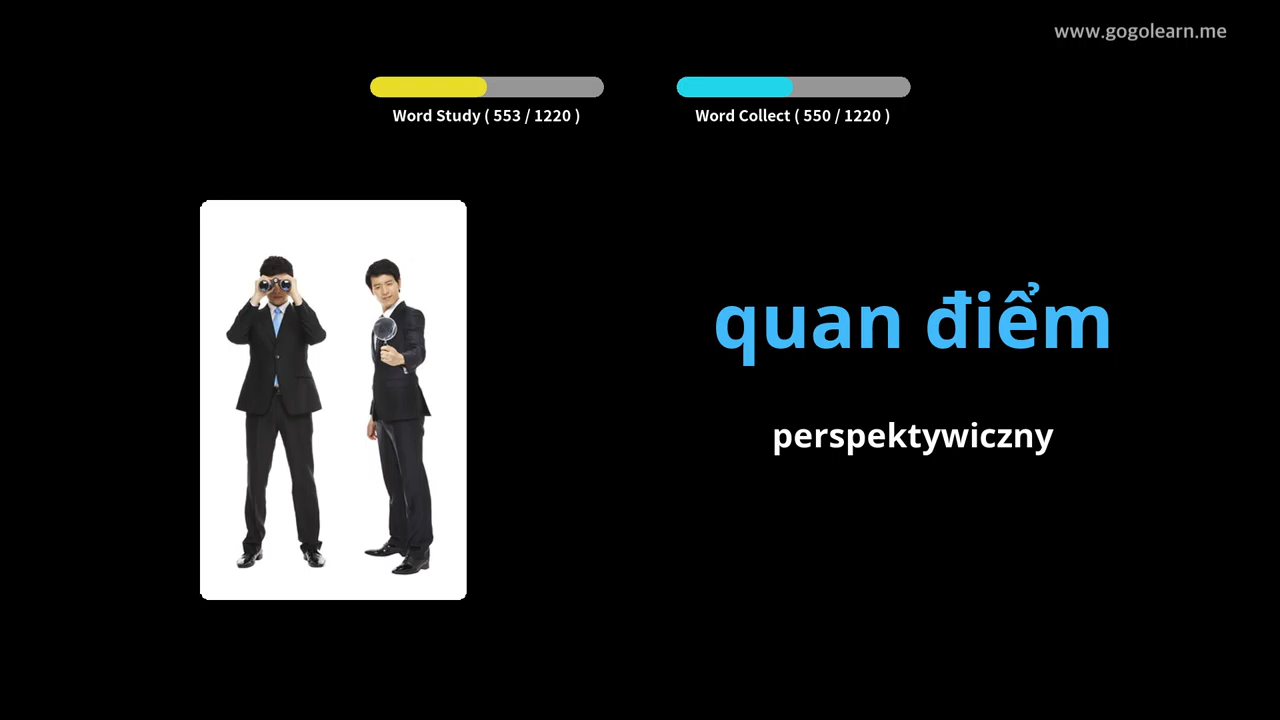 www.gogolearn.me
Word Study ( 553 / 1220 )
Word Collect ( 550 / 1220 )
quan điểm
perspektywiczny